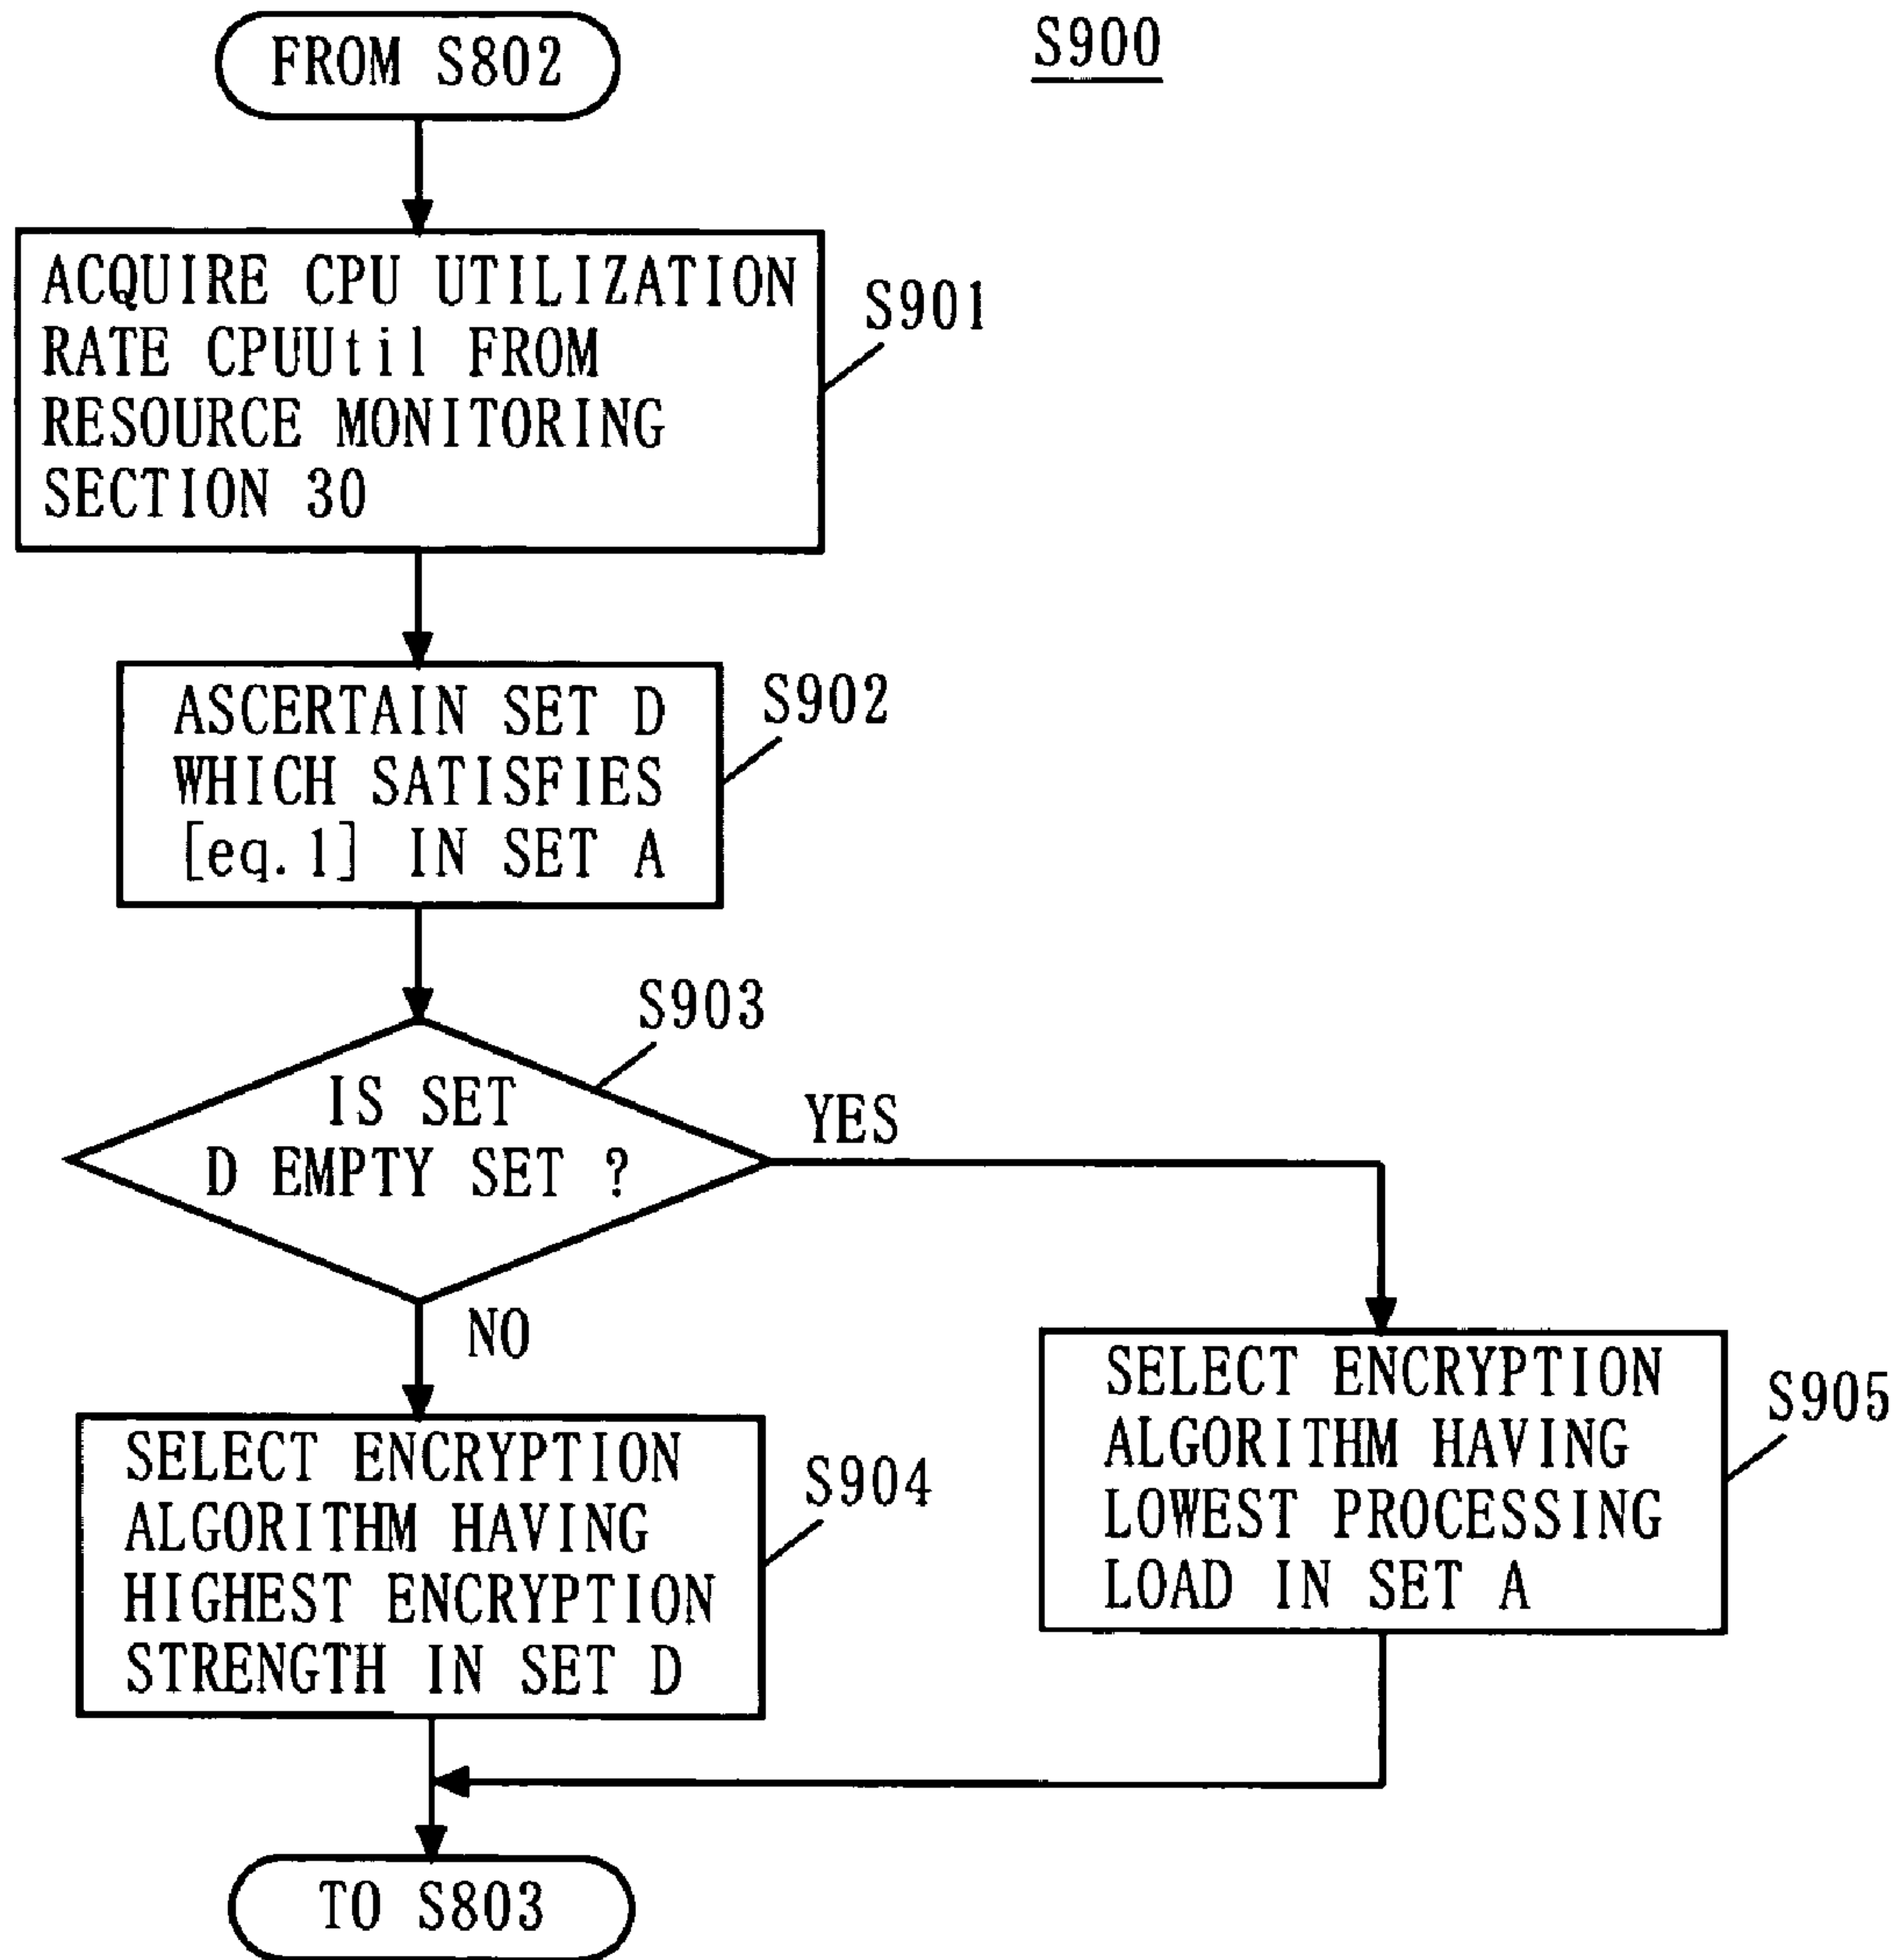 FROM S802
S900
ACQUIRE CPU UTILIZATION
RATE CPUUtil FROM
RESOURCE MONITORING
SECTION 30
S901
ASCERTAIN SET D
WHICH SATISFIES
[eq.1] IN SET A
S902
S903
IS SET
D EMPTY SET ?
YES
NO
SELECT ENCRYPTION
ALGORITHM HAVING
HIGHEST ENCRYPTION
STRENGTH IN SET D
S904
SELECT ENCRYPTION
ALGORITHM HAVING
LOWEST PROCESSING
LOAD IN SET A
S905
TO S803